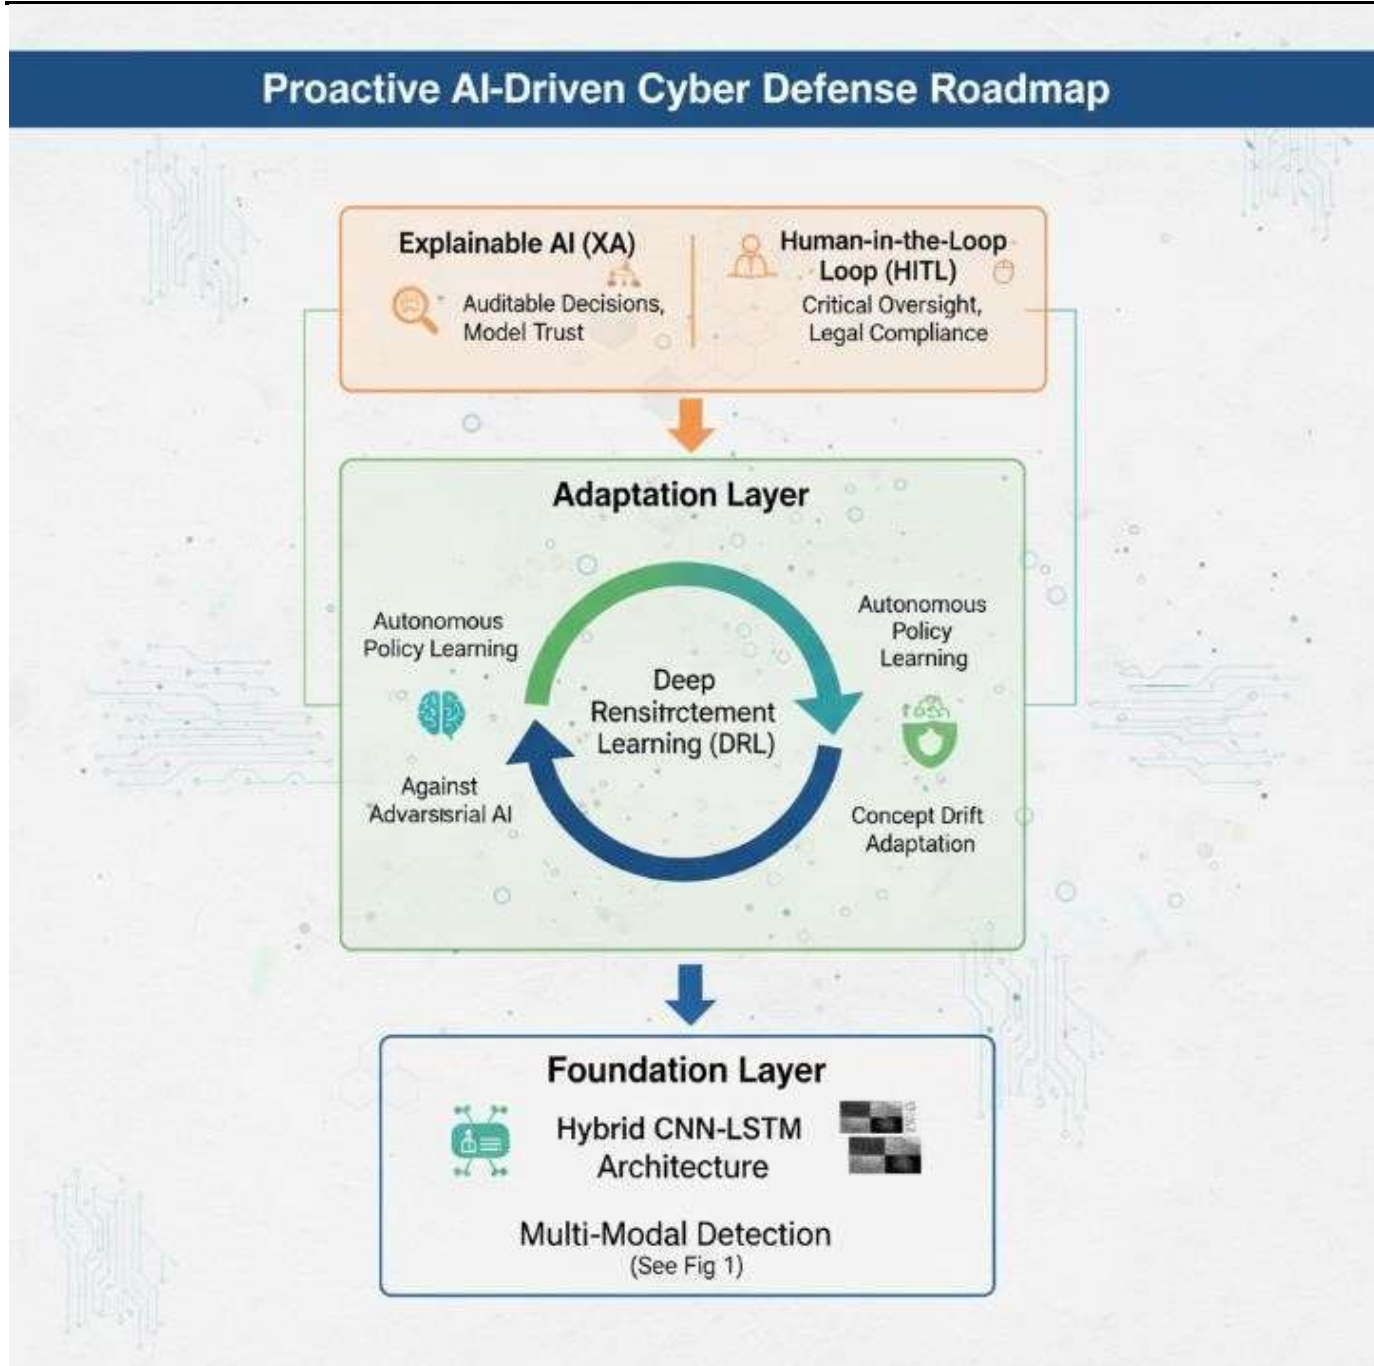 Proactive AI-Driven Cyber Defense Roadmap
Explainable AI (XA)
Auditable Decisions,
Model Trust
Human-in-the-Loop
Loop (HITL)
Critical Oversight,
Legal Compliance
Adaptation Layer
Autonomous
Policy Learning
Against
Advarsısrial AI
Deep
Rensitrctement
Learning (DRL)
Autonomous
Policy
Learning
Concept Drift
Adaptation
Foundation Layer
Hybrid CNN-LSTM
Architecture
Multi-Modal Detection
(See Fig 1)